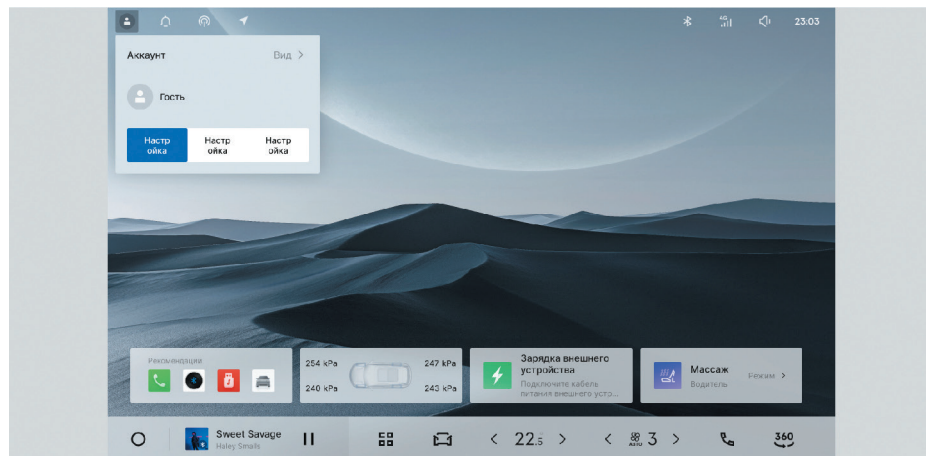 4G
23:03
Аккаунт
Вид >
Гость
Настр
ойка
Настр
ойка
Настр
ойка
Рекомендации
254 kPa
247 kPa
240 kPa
243 kPa
Зарядка внешнего
устройства
Подключите кабель
питания внешнего устр...
Массаж
Водитель
Режим >
Sweet Savage
Haley Smalls
< 22.5 >
< AUTO 3 >
360